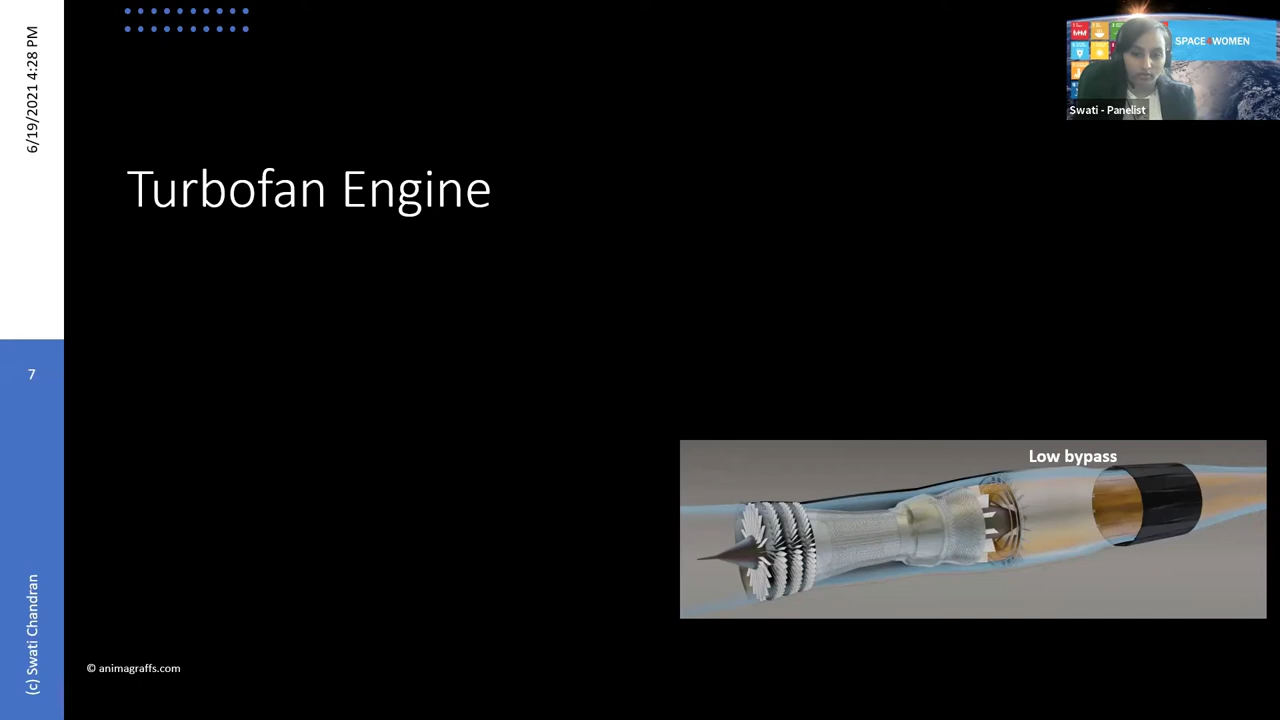 6/19/2021 4:28 PM
SPACE4WOMEN
Swati - Panelist
Turbofan Engine
7
Low bypass
(c) Swati Chandran
© animagraffs.com